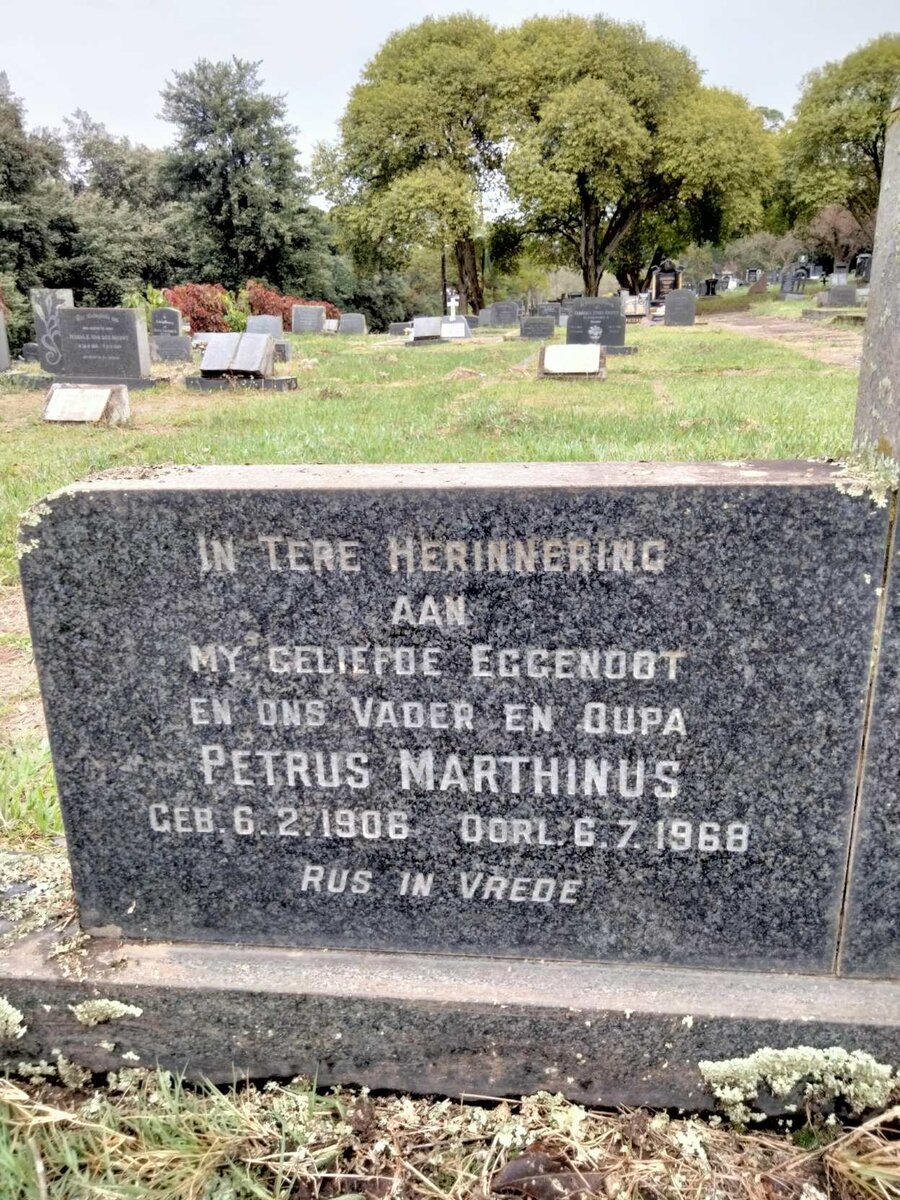 IN TERE HERINNERING
AAN
MY GELIEFDE EGGENOOT
EN ONS VADER EN OUPA
PETRUS MARTHINUS
GEB. 6. 2. 1906 OORL. 6. 7. 1968
RUS IN VREDE